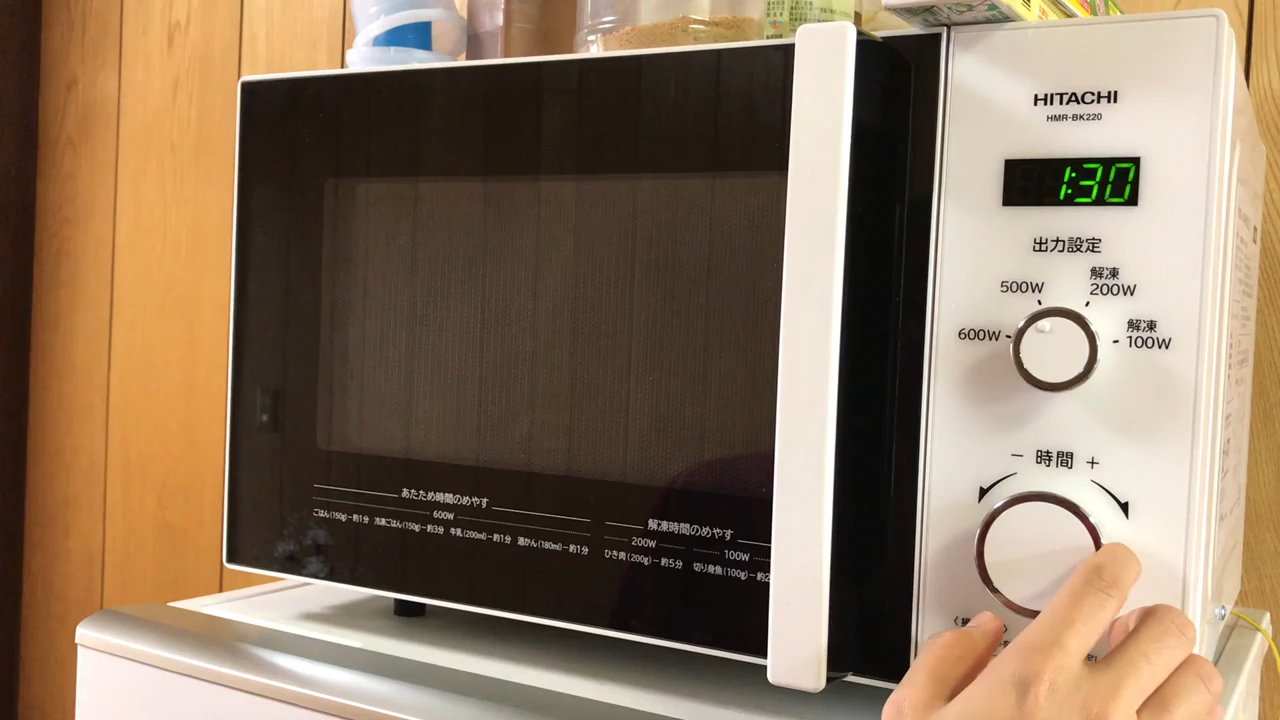 HITACHI
HMR-BK220
1:30
出力設定
500W
解凍
200W
600W
解凍
100W
− 時間 +
あたため時間のめやす
600W
ごはん(150g)−約1分 冷凍ごはん(150g)−約3分 牛乳(200ml)−約1分 酒かん(180ml)−約1分
解凍時間のめやす
200W 100W
ひき肉(200g)−約5分 切り身魚(100g)−約2